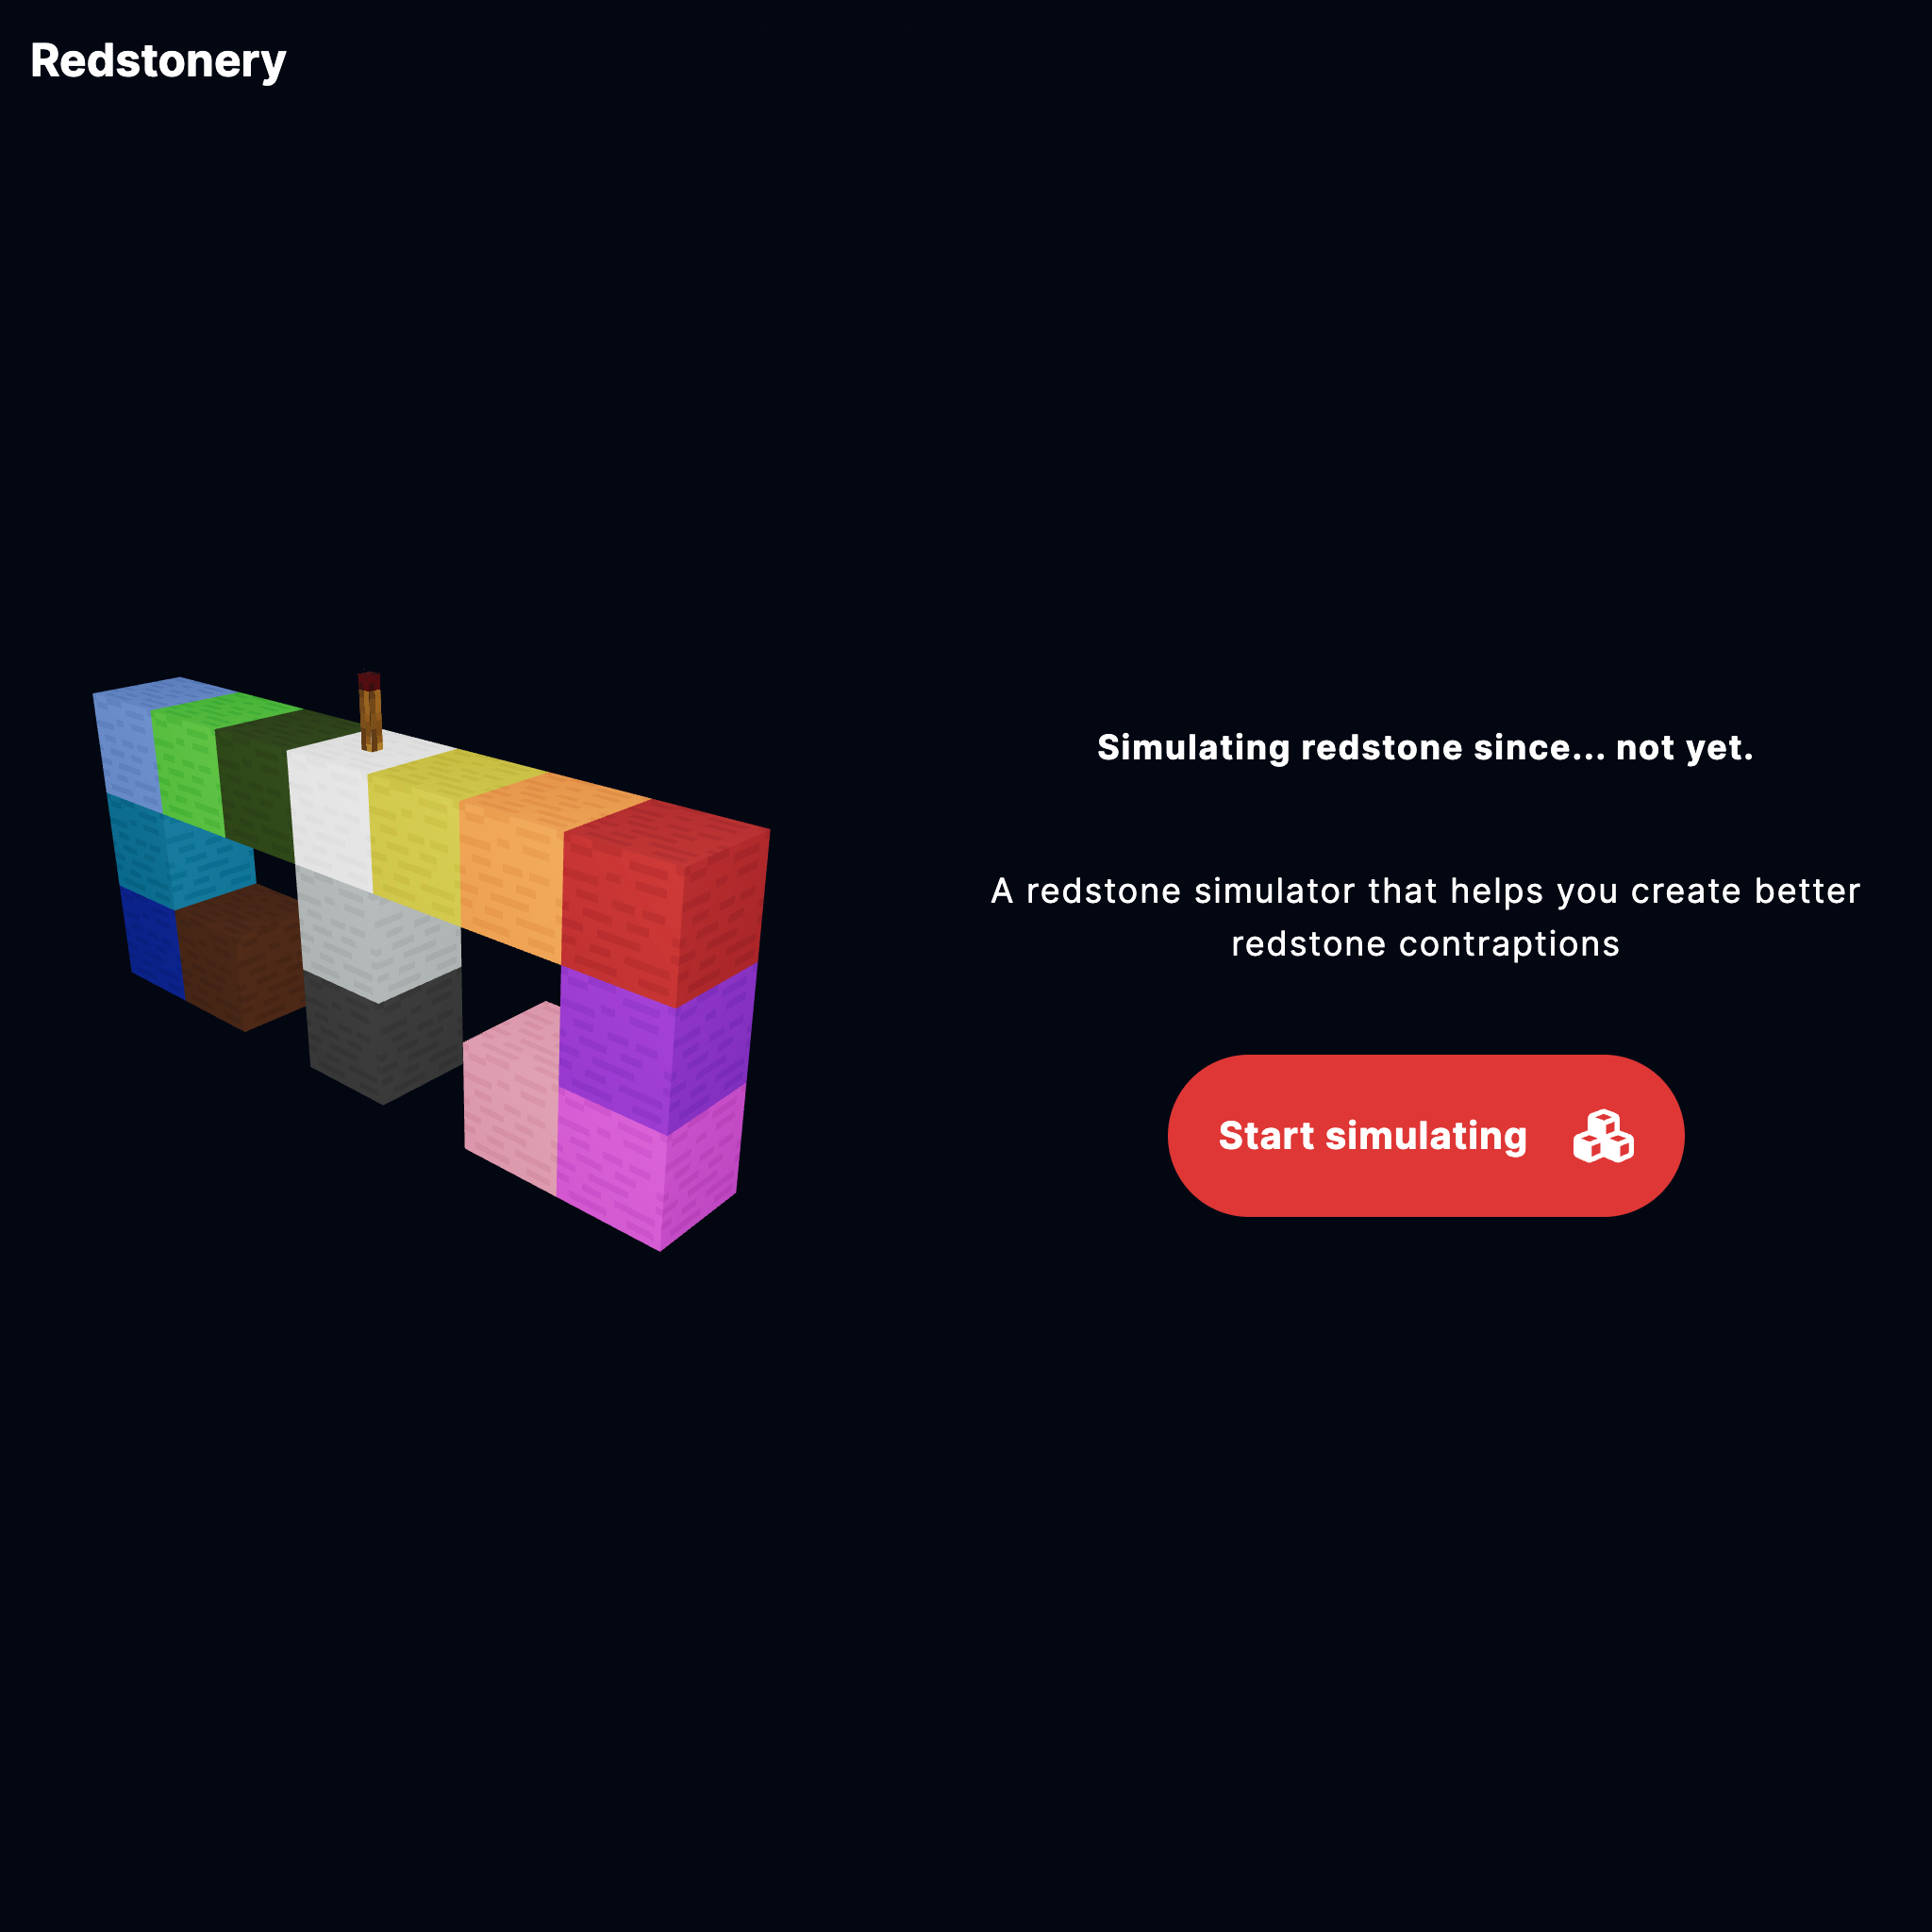 Redstonery
Simulating redstone since... not yet.
A redstone simulator that helps you create better
redstone contraptions
Start simulating